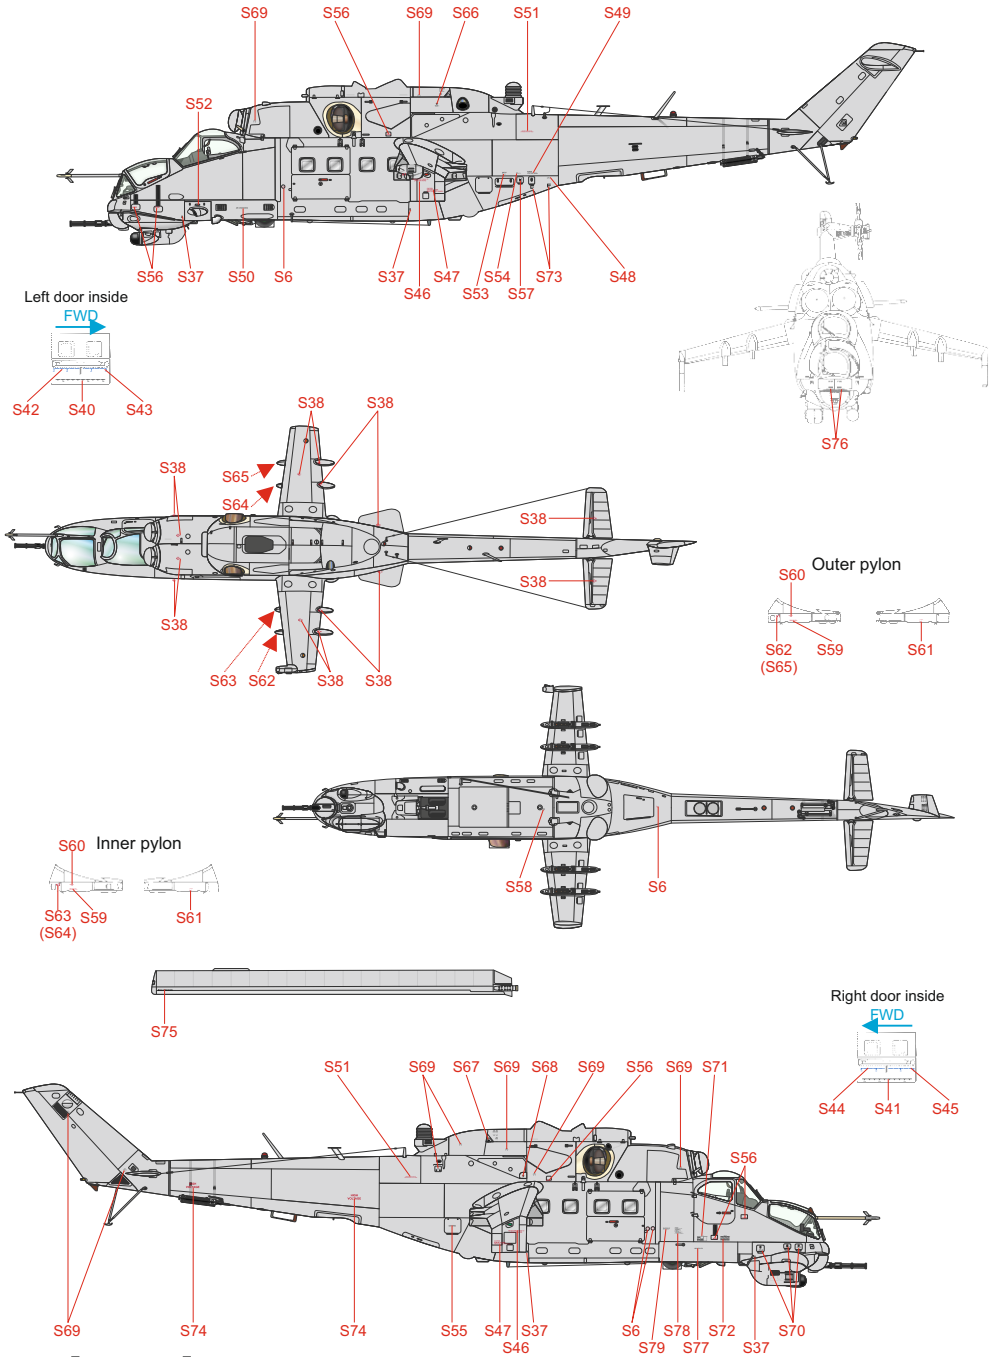 S69 S56 S69 S66 S51 S49
S52
S56 S37 S50 S6 S37 S47 S54 S73 S48
S46 S53 S57
Left door inside
FWD
S42 S40 S43
S76
S38 S38
S65
S38
S64
S38
S38
S38
S63 S62 S38 S38
Outer pylon
S60
S62 S59 S61
(S65)
S58 S6
Inner pylon
S60
S63 S59 S61
(S64)
S75
Right door inside
FWD
S44 S41 S45
S51 S69 S67 S69 S68 S69 S56 S69 S71
S56
S69 S74 S74 S55 S47 S37 S6 S78 S72 S37 S70
S46 S79 S77